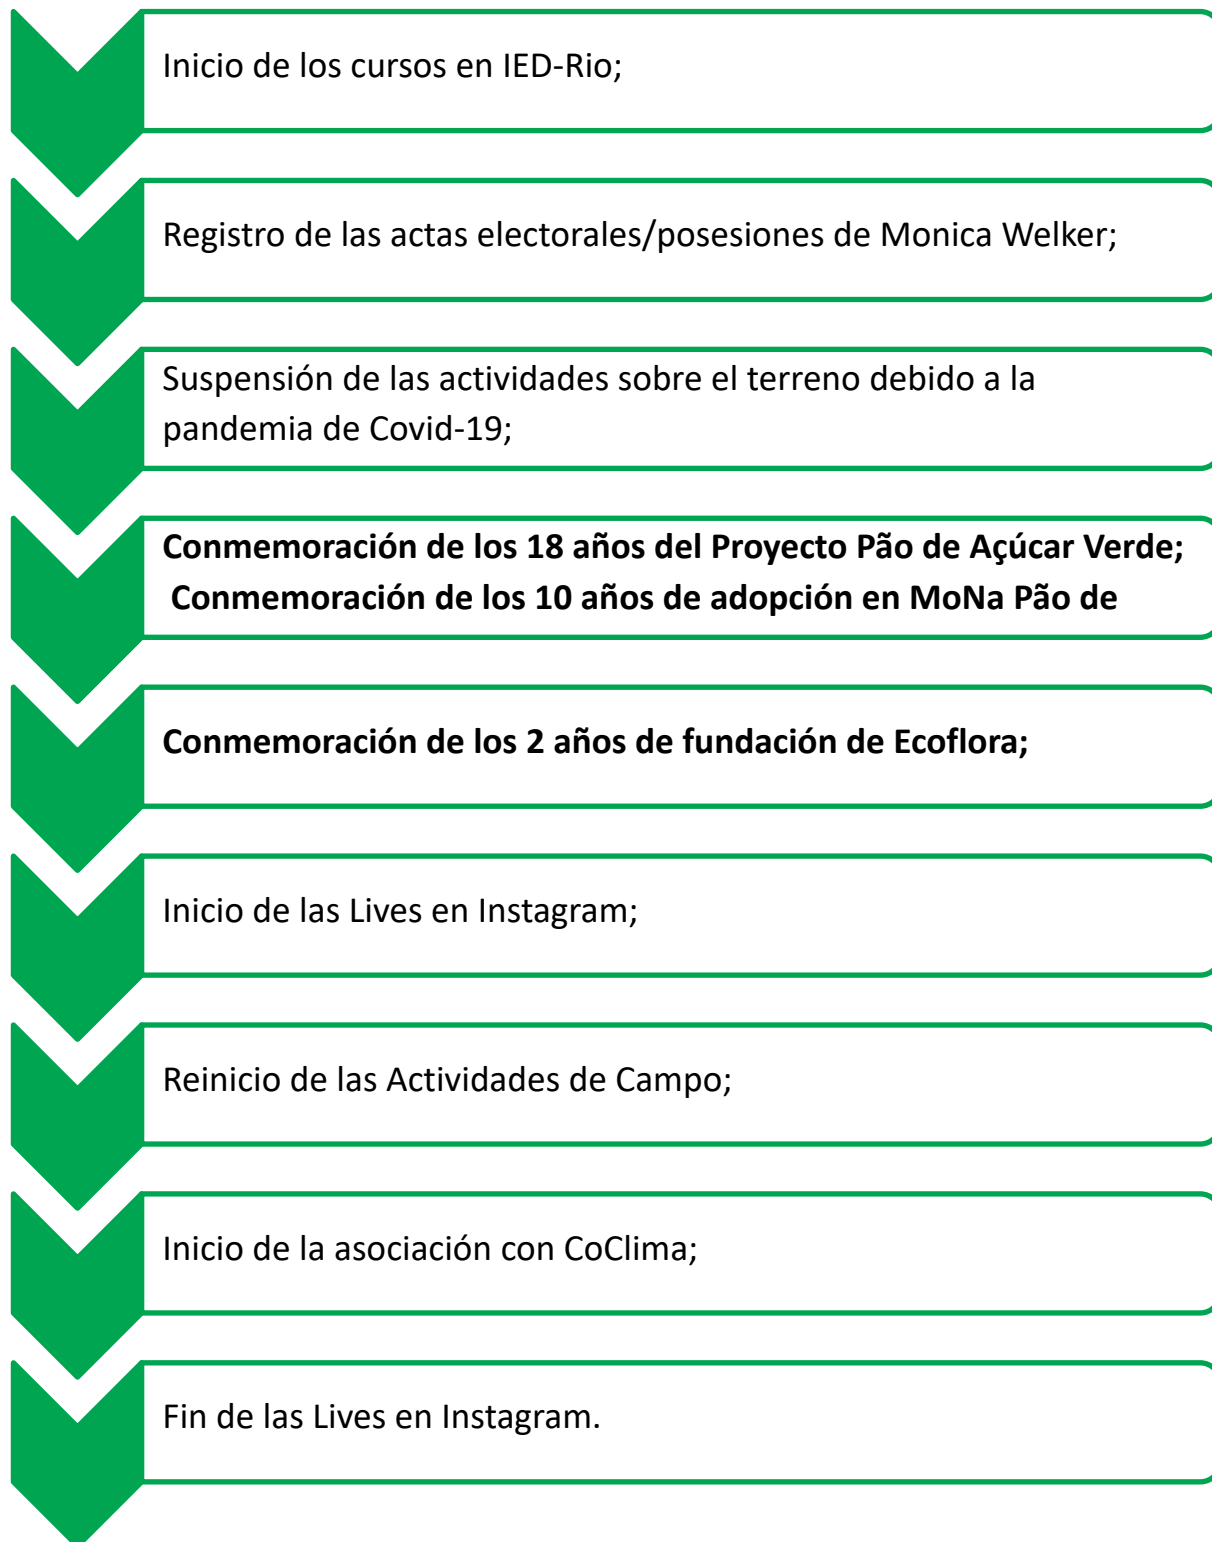 Inicio de los cursos en IED-Rio;
Registro de las actas electorales/posesiones de Monica Welker;
Suspensión de las actividades sobre el terreno debido a la
pandemia de Covid-19;
Conmemoración de los 18 años del Proyecto Pão de Açúcar Verde;
Conmemoración de los 10 años de adopción en MoNa Pão de
Conmemoración de los 2 años de fundación de Ecoflora;
Inicio de las Lives en Instagram;
Reinicio de las Actividades de Campo;
Inicio de la asociación con CoClima;
Fin de las Lives en Instagram.